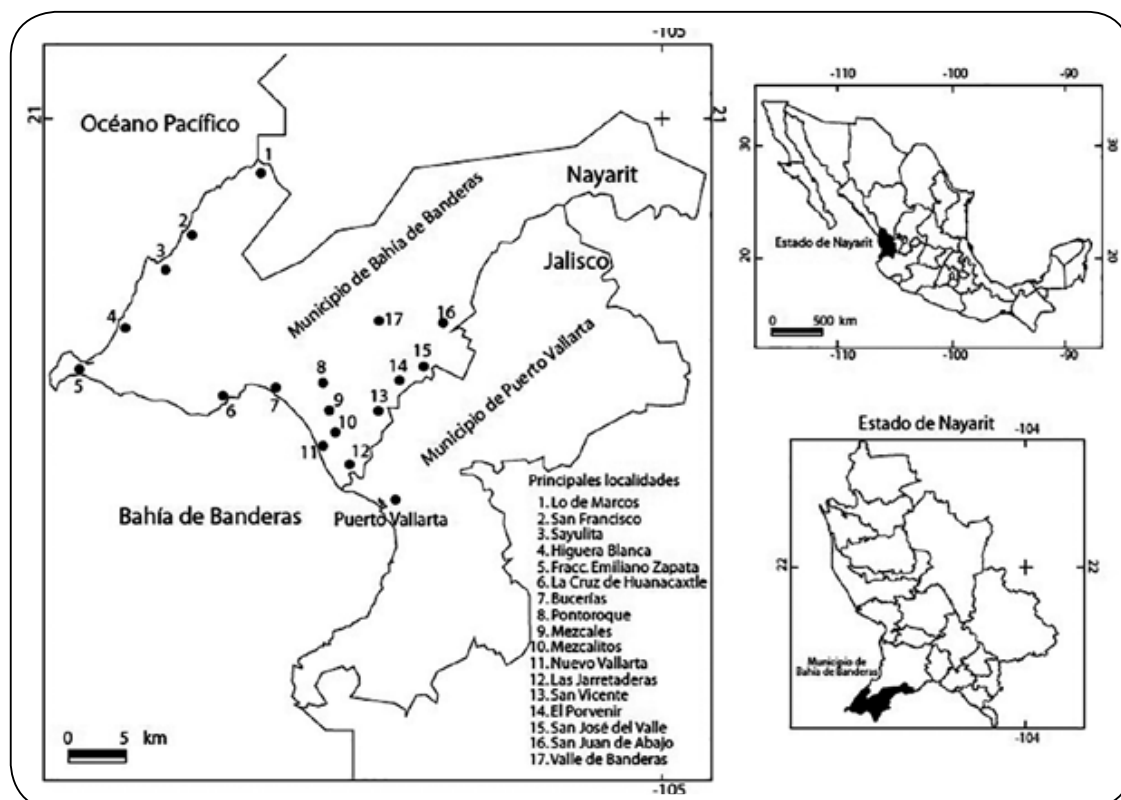 -105
21
21
Océano Pacífico
1
2
3
4
5
6
7
8
9
10
11
12
13
14
15
16
17
Nayarit
Municipio de Bahía de Banderas
Jalisco
Municipio de Puerto Vallarta
Bahía de Banderas
Puerto Vallarta
Principales localidades
1. Lo de Marcos
2. San Francisco
3. Sayulita
4. Higuera Blanca
5. Fracc. Emiliano Zapata
6. La Cruz de Huanacaxtle
7. Bucerías
8. Pontoroque
9. Mezcales
10. Mezcalitos
11. Nuevo Vallarta
12. Las Jarretaderas
13. San Vicente
14. El Porvenir
15. San José del Valle
16. San Juan de Abajo
17. Valle de Banderas
0 5 km
-105
-110 -100 -90
30
30
20
20
Estado de Nayarit
0 500 km
-110 -100 -90
Estado de Nayarit
-104
22
22
Municipio de
Bahía de Banderas
-104